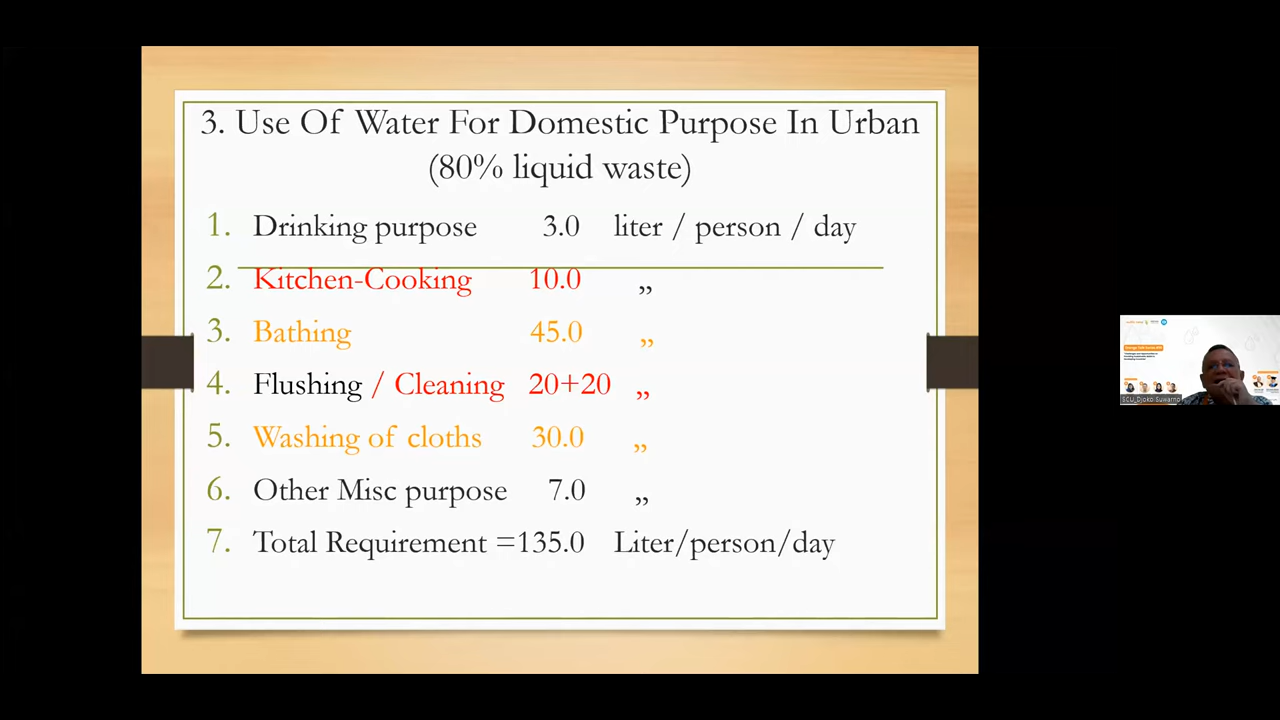 3. Use Of Water For Domestic Purpose In Urban
(80% liquid waste)
1. Drinking purpose 3.0 liter / person / day
2. Kitchen-Cooking 10.0 „
3. Bathing 45.0 „
4. Flushing / Cleaning 20+20 „
5. Washing of cloths 30.0 „
6. Other Misc purpose 7.0 „
7. Total Requirement =135.0 Liter/person/day
SCU_Djoko Suwarno